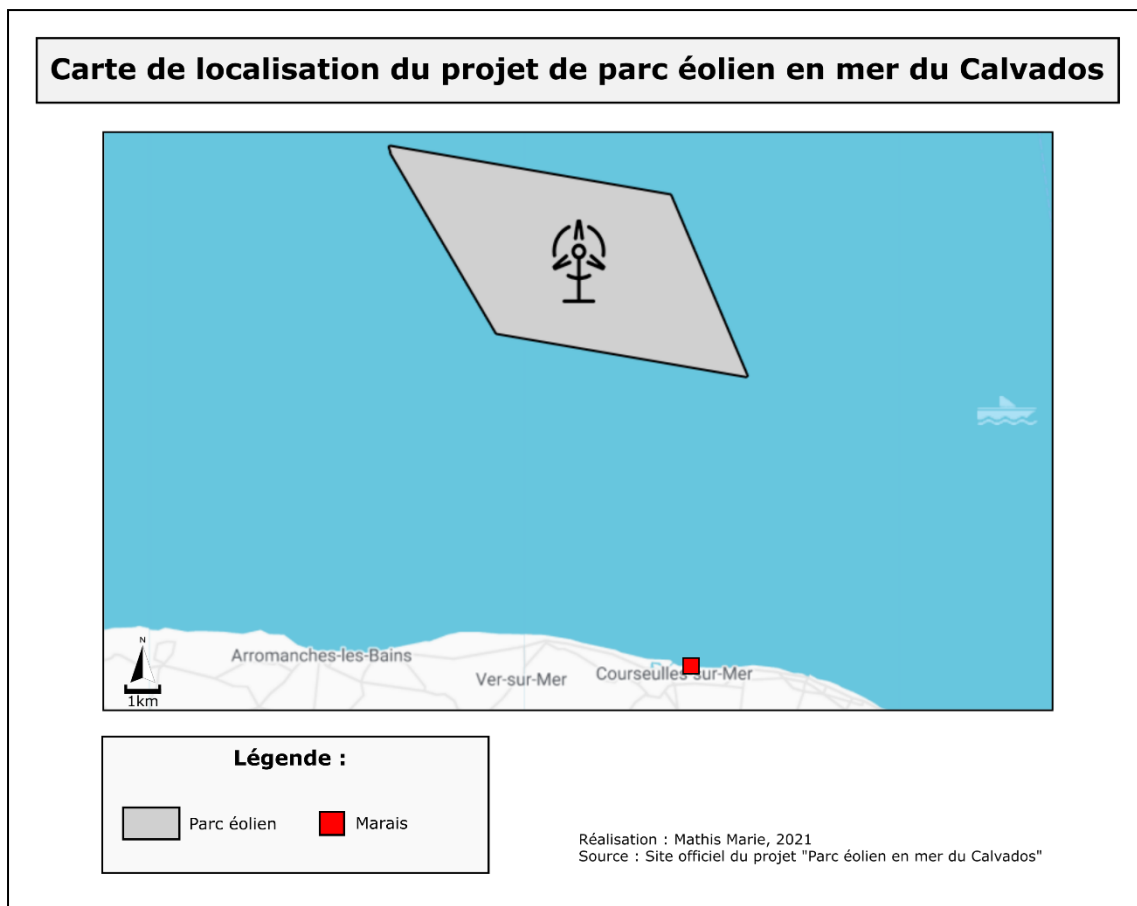 Carte de localisation du projet de parc éolien en mer du Calvados
N
1km
Arromanches-les-Bains
Ver-sur-Mer
Courseulles-sur-Mer
Légende :
Parc éolien
Marais
Réalisation : Mathis Marie, 2021
Source : Site officiel du projet "Parc éolien en mer du Calvados"